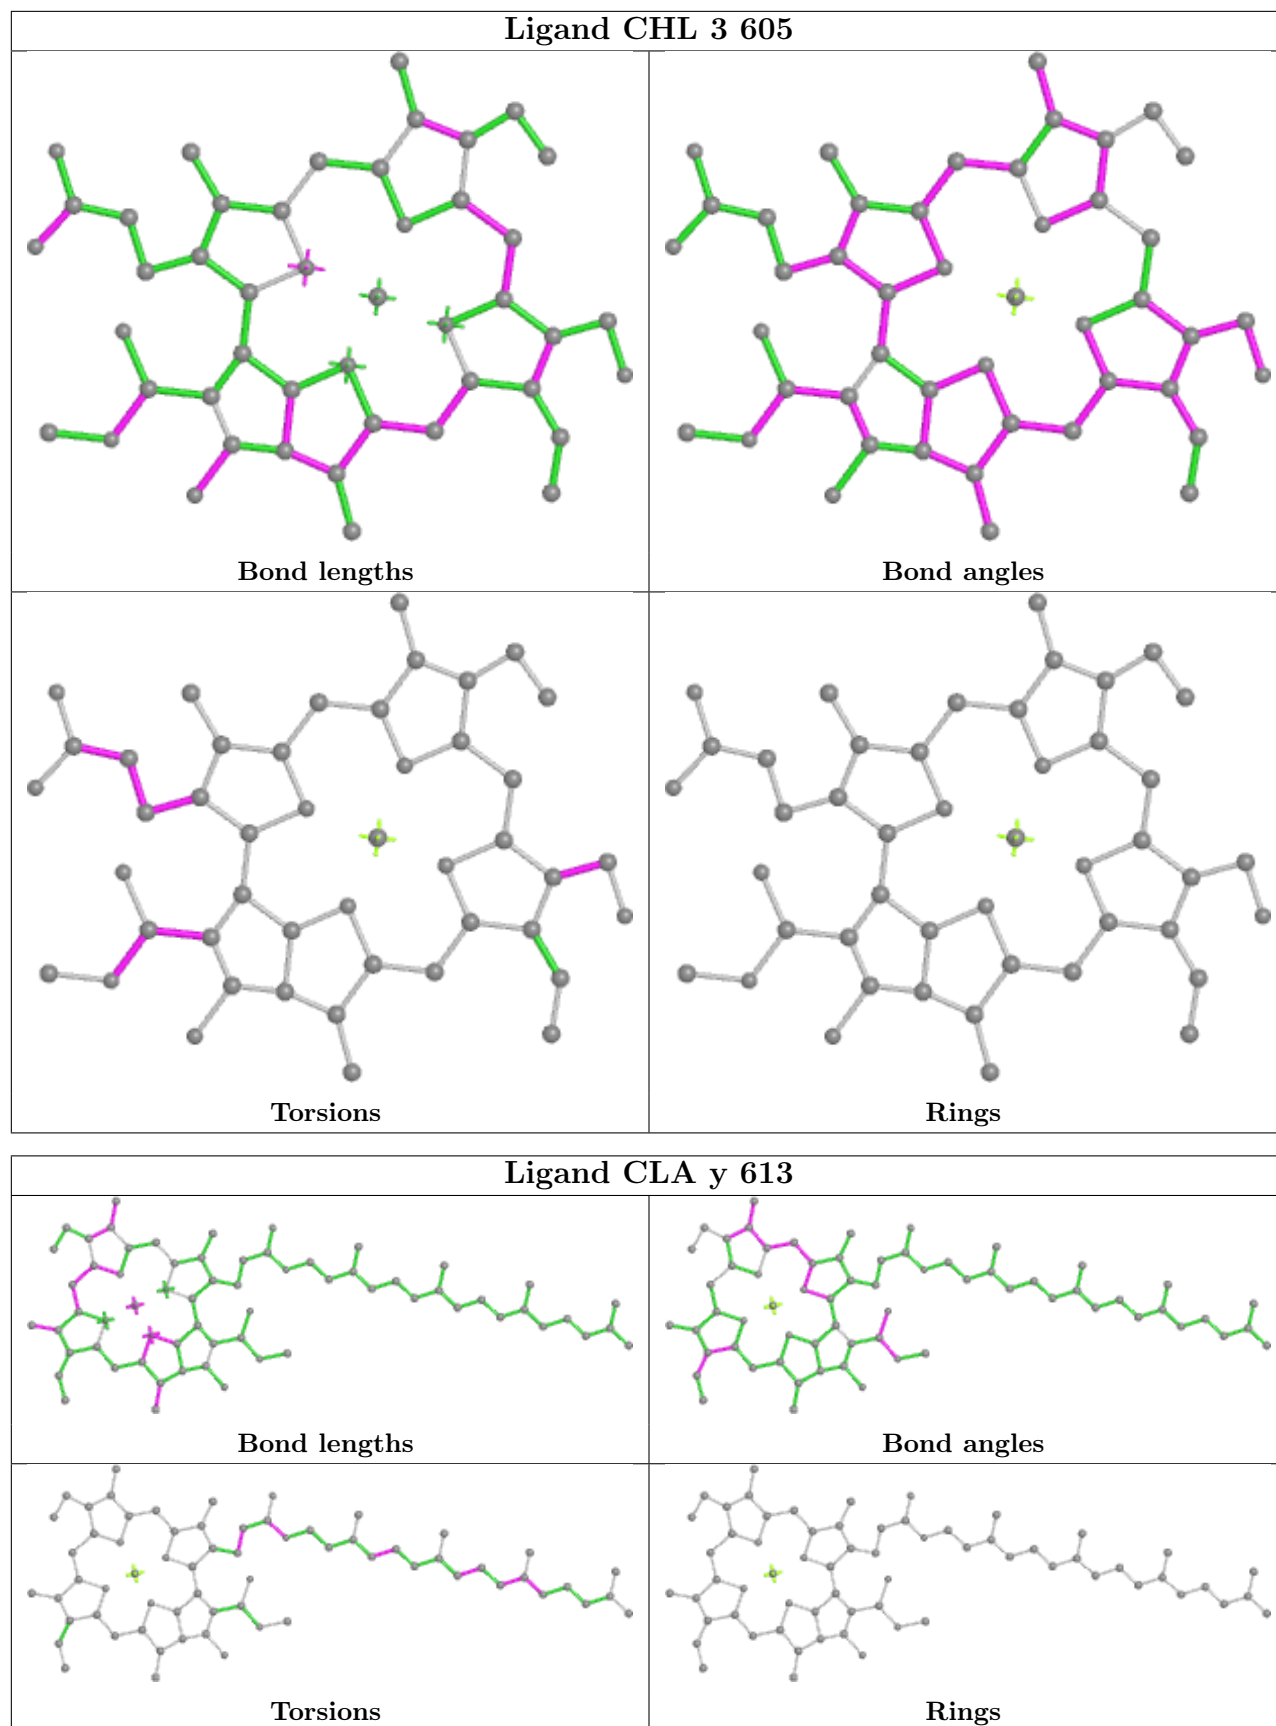 Ligand CHL 3 605
Bond lengths
Bond angles
Torsions
Rings
Ligand CLA y 613
Bond lengths
Bond angles
Torsions
Rings